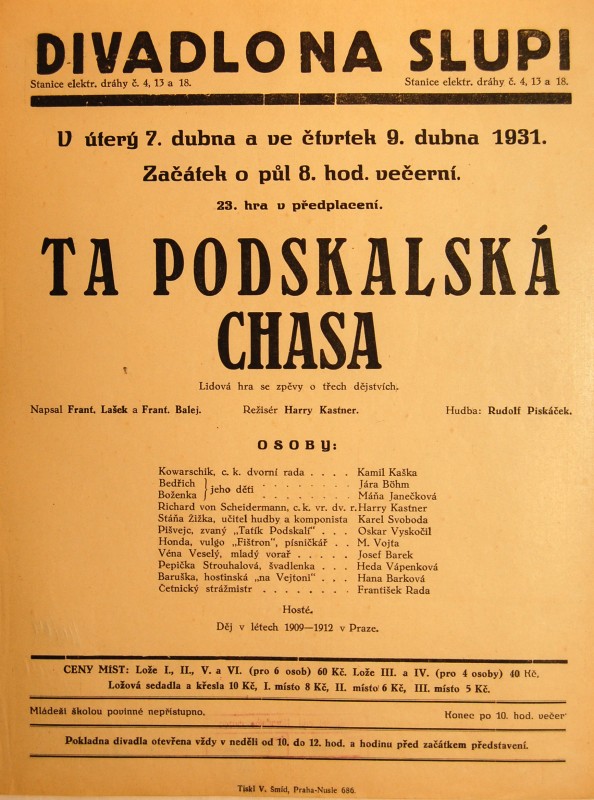 DIVADLO NA SLUPI
Stanice elektr. dráhy č. 4, 13 a 18. Stanice elektr. dráhy č. 4, 13 a 18.
V úterý 7. dubna a ve čtvrtek 9. dubna 1931.
Začátek o půl 8. hod. večerní.
23. hra v předplacení.
TA PODSKALSKÁ
CHASA
Lidová hra se zpěvy o třech dějstvích.
Napsal Frant. Lašek a Frant. Balej. Režisér Harry Kastner. Hudba: Rudolf Piskáček.
OSOBY:
Kowarschik, c. k. dvorní rada . . . . Kamil Kaška
Bedřich } jeho děti . . . . . . . . Jára Böhm
Boženka } . . . . . . . . Máňa Janečková
Richard von Scheidermann, c. k. vr. dv. r. Harry Kastner
Stáňa Žižka, učitel hudby a komponista Karel Svoboda
Pišvejc, zvaný „Tatík Podskalí“ . . . Oskar Vyskočil
Honda, vulgo „Fištron“, písničkář . . M. Vojta
Véna Veselý, mladý vorař . . . . . Josef Barek
Pepička Strouhalová, švadlenka . . . Heda Vápenková
Baruška, hostinská „na Vejtoni“ . . . Hana Barková
Četnický strážmistr . . . . . . . . František Rada
Hosté.
Děj v létech 1909—1912 v Praze.
CENY MÍST: Lože I., II., V. a VI. (pro 6 osob) 60 Kč. Lože III. a IV. (pro 4 osoby) 40 Kč.
Ložová sedadla a křesla 10 Kč, I. místo 8 Kč, II. místo 6 Kč, III. místo 5 Kč.
Mládeži školou povinné nepřístupno. Konec po 10. hod. večer
Pokladna divadla otevřena vždy v neděli od 10. do 12. hod. a hodinu před začátkem představení.
Tiskl V. Šmíd, Praha-Nusle 686.